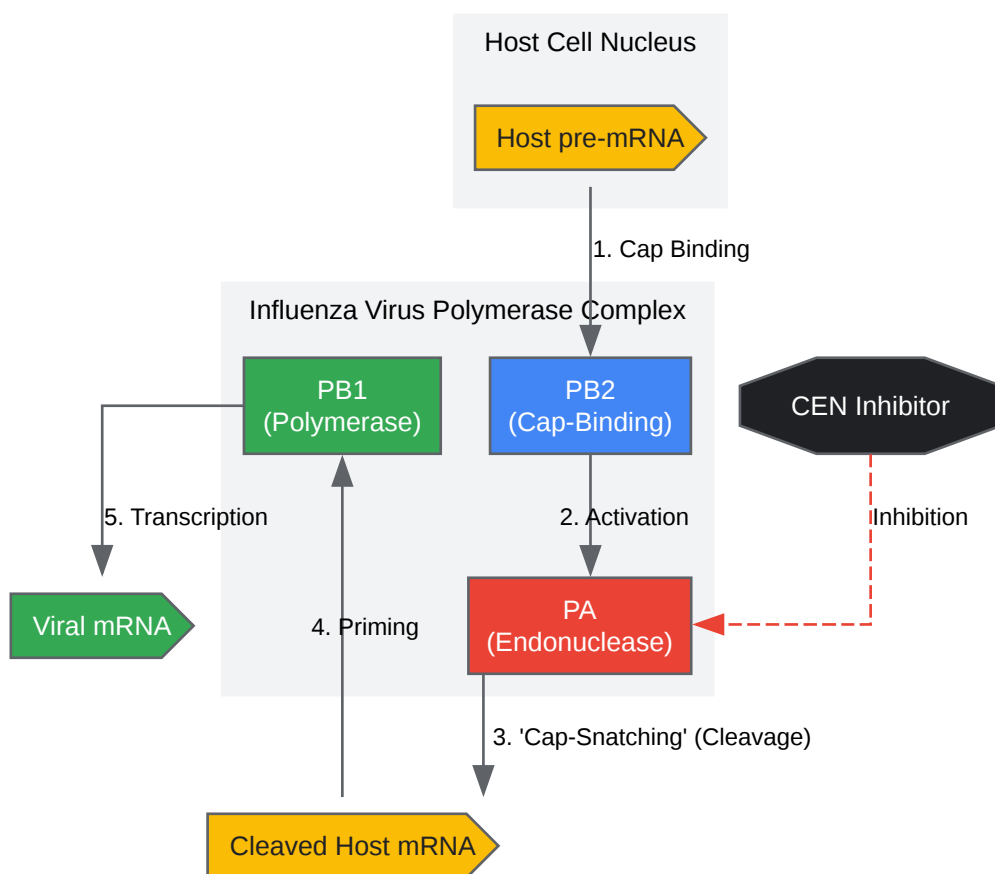 Host Cell Nucleus
Host pre-mRNA
1. Cap Binding
Influenza Virus Polymerase Complex
PB1
(Polymerase)
PB2
(Cap-Binding)
CEN Inhibitor
5. Transcription
2. Activation
Inhibition
Viral mRNA
4. Priming
PA
(Endonuclease)
3. 'Cap-Snatching' (Cleavage)
Cleaved Host mRNA